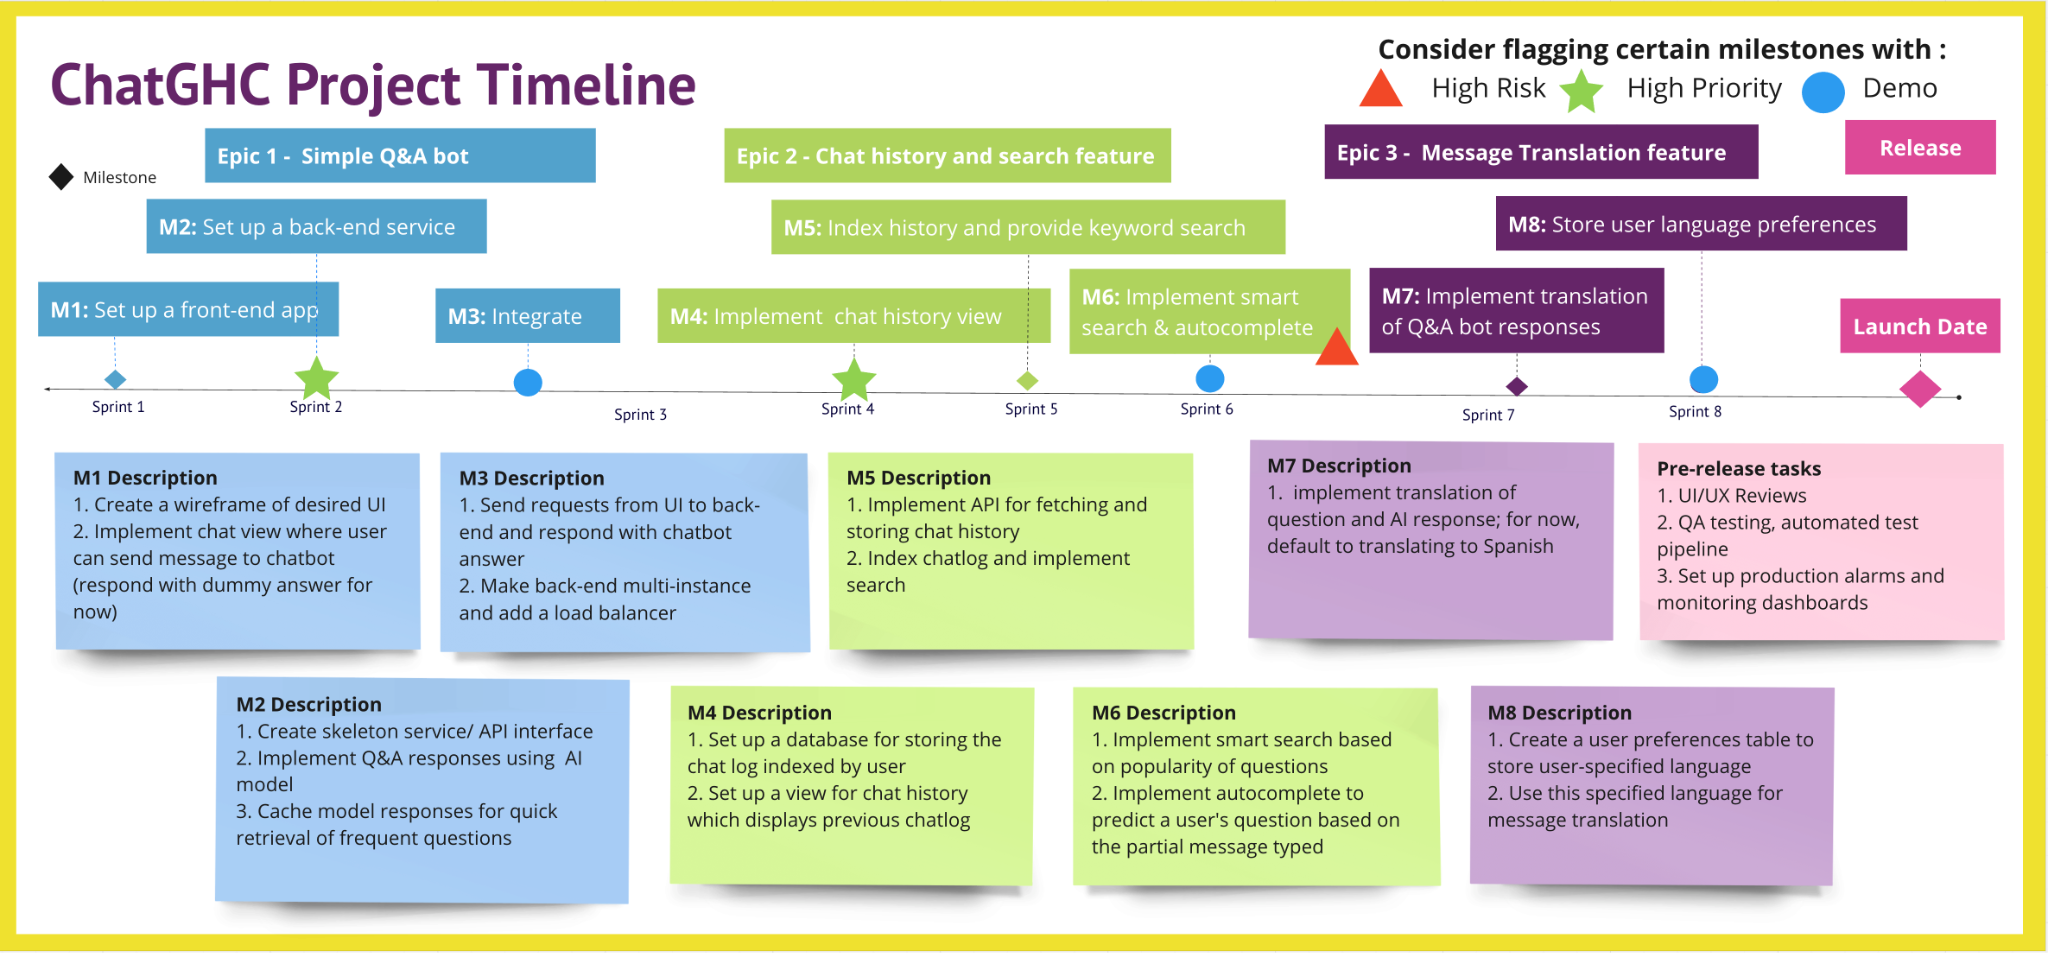 ChatGHC Project Timeline
Consider flagging certain milestones with :
High Risk
High Priority
Demo
Milestone
Epic 1 -  Simple Q&A bot
Epic 2 - Chat history and search feature
Epic 3 -  Message Translation feature
Release
M2: Set up a back-end service
M5: Index history and provide keyword search
M8: Store user language preferences
M1: Set up a front-end app
M3: Integrate
M4: Implement  chat history view
M6: Implement smart
search & autocomplete
M7: Implement translation
of Q&A bot responses
Launch Date
Sprint 1
Sprint 2
Sprint 3
Sprint 4
Sprint 5
Sprint 6
Sprint 7
Sprint 8
M1 Description
1. Create a wireframe of desired UI
2. Implement chat view where user
can send message to chatbot
(respond with dummy answer for
now)
M3 Description
1. Send requests from UI to back-
end and respond with chatbot
answer
2. Make back-end multi-instance
and add a load balancer
M5 Description
1. Implement API for fetching and
storing chat history
2. Index chatlog and implement
search
M7 Description
1.  implement translation of
question and AI response; for now,
default to translating to Spanish
Pre-release tasks
1. UI/UX Reviews
2. QA testing, automated test
pipeline
3. Set up production alarms and
monitoring dashboards
M2 Description
1. Create skeleton service/ API interface
2. Implement Q&A responses using  AI
model
3. Cache model responses for quick
retrieval of frequent questions
M4 Description
1. Set up a database for storing the
chat log indexed by user
2. Set up a view for chat history
which displays previous chatlog
M6 Description
1. Implement smart search based
on popularity of questions
2. Implement autocomplete to
predict a user's question based on
the partial message typed
M8 Description
1. Create a user preferences table to
store user-specified language
2. Use this specified language for
message translation